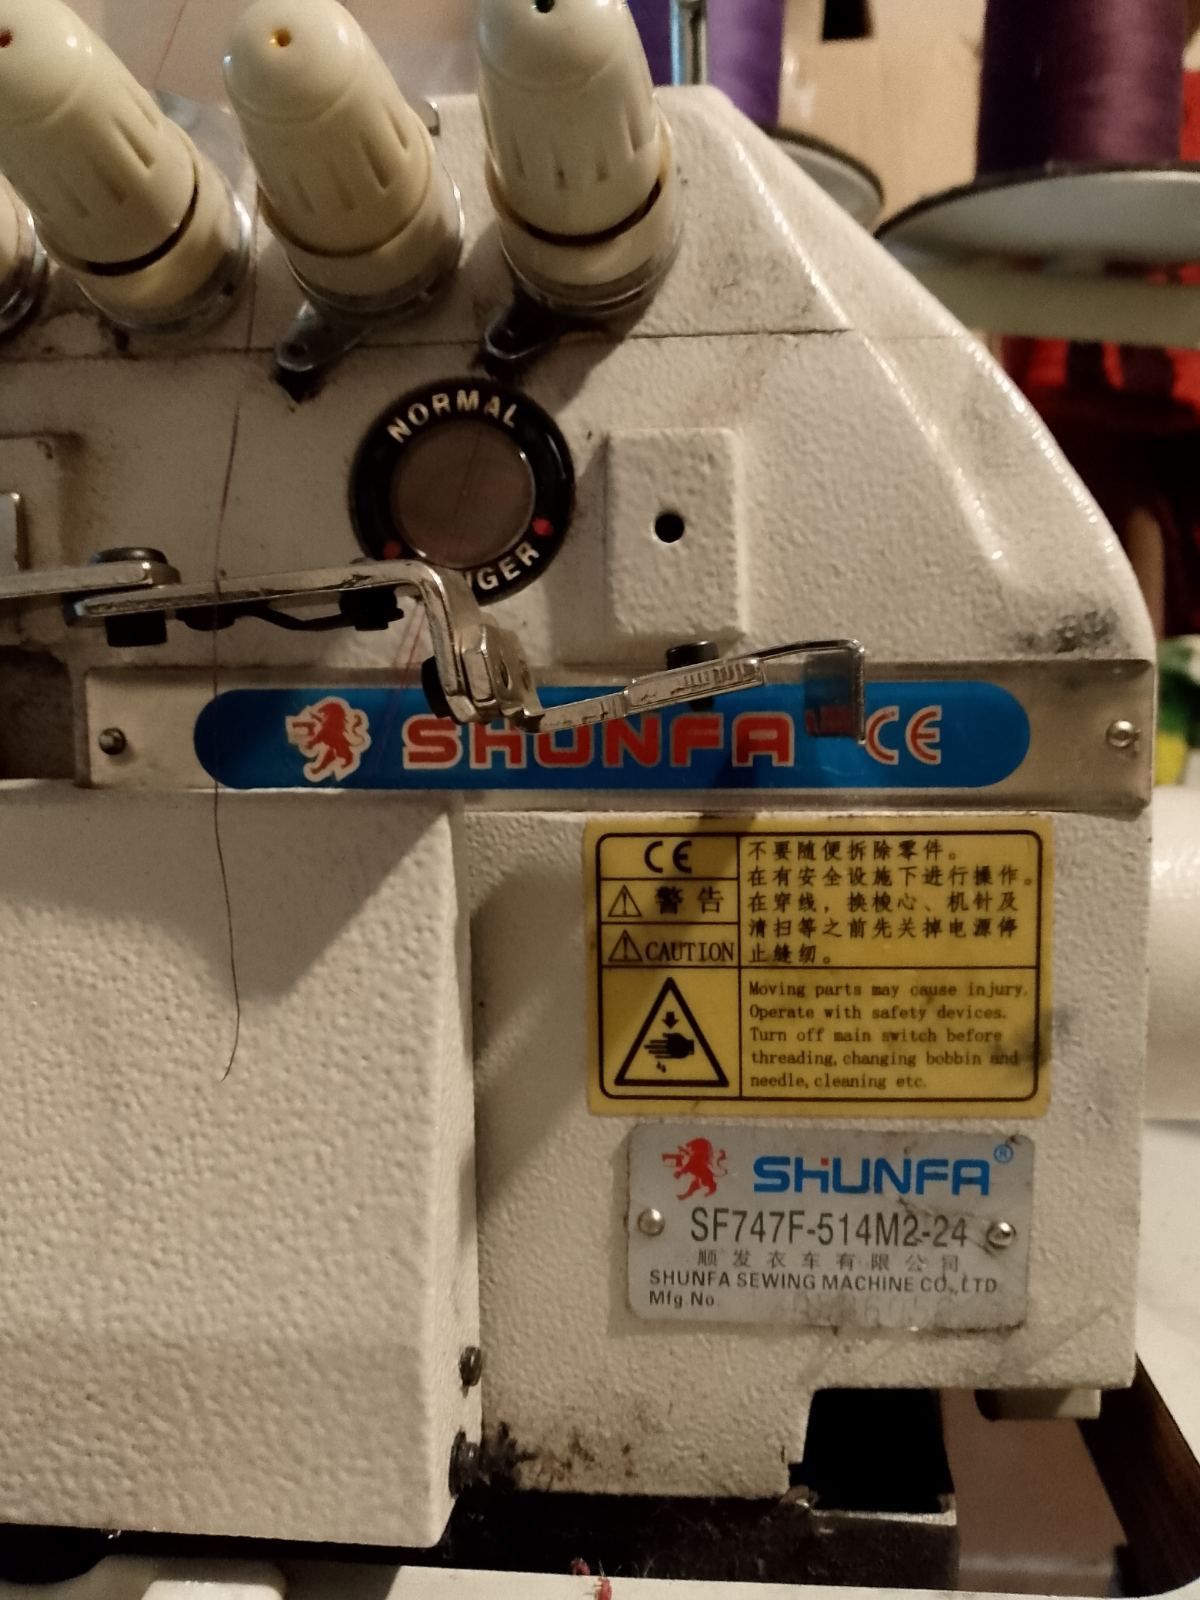 NORMAL
SHUNFA CE
CE
警告
CAUTION
不要随便拆除零件。
在有安全设施下进行操作。
在穿线，换梭心、机针及
清扫等之前先关掉电源停
止缝纫。
Moving parts may cause injury.
Operate with safety devices.
Turn off main switch before
threading, changing bobbin and
needle, cleaning etc.
SHUNFA®
SF747F-514M2-24
顺发衣车有限公司
SHUNFA SEWING MACHINE CO., LTD
Mfg.No.